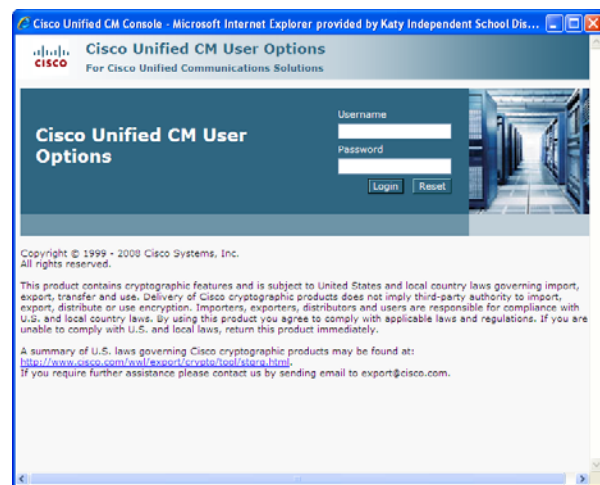 Cisco Unified CM Console - Microsoft Internet Explorer provided by Katy Independent School Dis...
cisco
Cisco Unified CM User Options
For Cisco Unified Communications Solutions
Cisco Unified CM User
Options
Username
Password
Login Reset
Copyright © 1999 - 2008 Cisco Systems, Inc.
All rights reserved.
This product contains cryptographic features and is subject to United States and local country laws governing import,
export, transfer and use. Delivery of Cisco cryptographic products does not imply third-party authority to import,
export, distribute or use encryption. Importers, exporters, distributors and users are responsible for compliance with
U.S. and local country laws. By using this product you agree to comply with applicable laws and regulations. If you are
unable to comply with U.S. and local laws, return this product immediately.
A summary of U.S. laws governing Cisco cryptographic products may be found at:
http://www.cisco.com/wwl/export/crypto/tool/stqrg.html.
If you require further assistance please contact us by sending email to export@cisco.com.